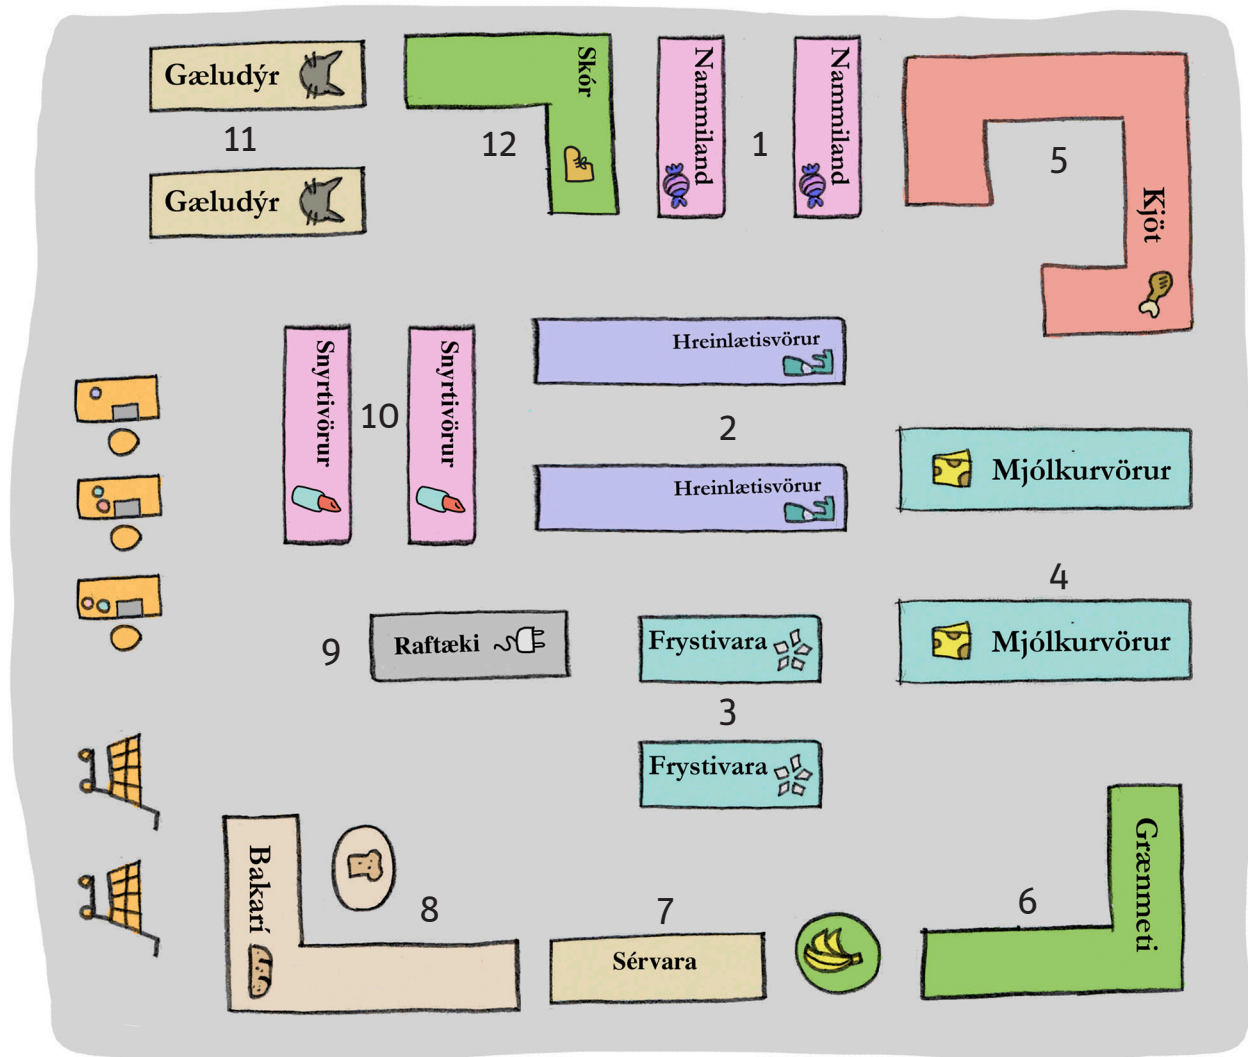 Gæludýr
11
Gæludýr
Skór
12
Nammiland
1
Nammiland
5
Kjöt
Snyrtivörur
10
Snyrtivörur
Hreinlætisvörur
2
Hreinlætisvörur
Mjólkurvörur
4
Mjólkurvörur
9
Raftæki
Frystivara
3
Frystivara
Bakarí
8
7
Sérvara
6
Grænmeti